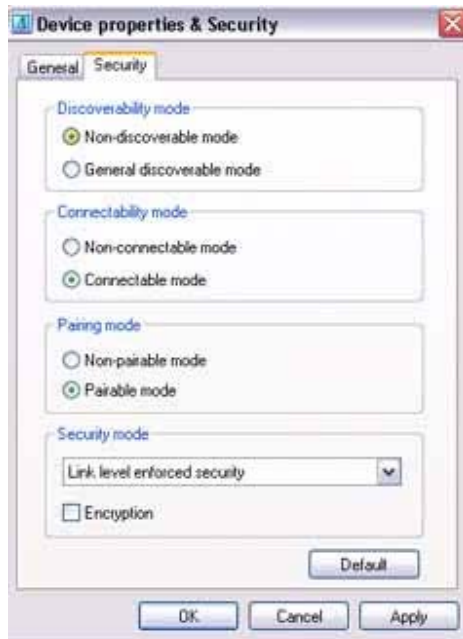 Device properties & Security
General Security
Discoverability mode
Non-discoverable mode
General discoverable mode
Connectability mode
Non-connectable mode
Connectable mode
Pairing mode
Non-pairable mode
Pairable mode
Security mode
Link level enforced security
Encryption
Default
OK Cancel Apply